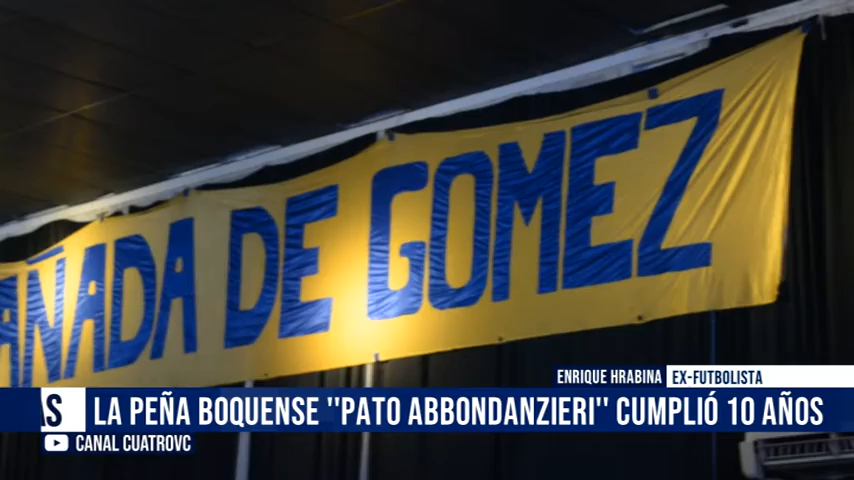 AÑADA DE GOMEZ
ENRIQUE HRABINA EX-FUTBOLISTA
S LA PEÑA BOQUENSE "PATO ABBONDANZIERI" CUMPLIÓ 10 AÑOS
CANAL CUATROVC